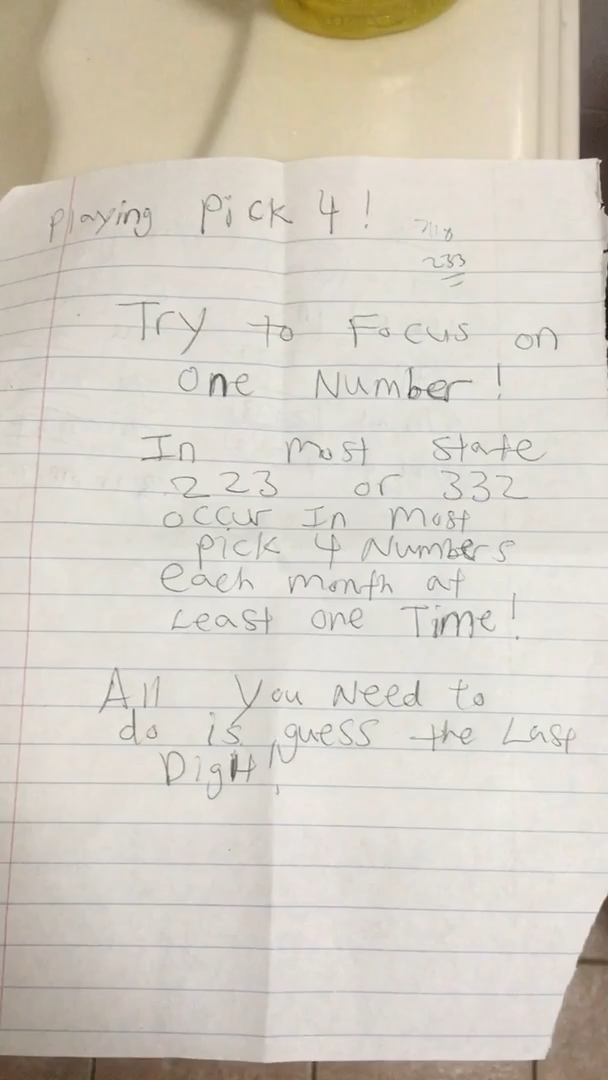 playing Pick 4!
233
Try to Focus on
One Number!
In most state
223 or 332
occur In most
pick 4 Numbers
each month at
Least one Time!
All You Need to
do is guess the Last
Digit!